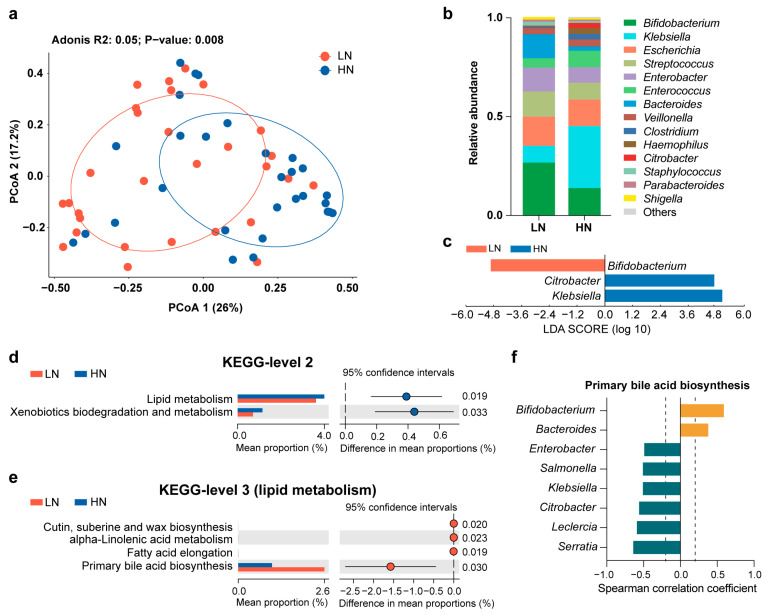 a
Adonis R2: 0.05; P−value: 0.008
LN
HN
0.4
0.2
0.0
−0.2
PCoA 2 (17.2%)
−0.50
−0.25
0.00
0.25
0.50
PCoA 1 (26%)
b
1.0
0.5
0.0
Relative abundance
LN
HN
Bifidobacterium
Klebsiella
Escherichia
Streptococcus
Enterobacter
Enterococcus
Bacteroides
Veillonella
Clostridium
Haemophilus
Citrobacter
Staphylococcus
Parabacteroides
Shigella
Others
c
LN
HN
Bifidobacterium
Citrobacter
Klebsiella
−6.0 −4.8 −3.6 −2.4 −1.2 0.0 1.2 2.4 3.6 4.8 6.0
LDA SCORE (log 10)
d
KEGG-level 2
LN
HN
95% confidence intervals
Lipid metabolism
0.019
Xenobiotics biodegradation and metabolism
0.033
0.0
4.0
Mean proportion (%)
0.0 0.2 0.4 0.6
Difference in mean proportions (%)
e
KEGG-level 3 (lipid metabolism)
LN
HN
95% confidence intervals
Cutin, suberine and wax biosynthesis
0.020
alpha-Linolenic acid metabolism
0.023
Fatty acid elongation
0.019
Primary bile acid biosynthesis
0.030
0.0
2.6
Mean proportion (%)
−2.5 −2.0 −1.5 −1.0 −0.5 0.0
Difference in mean proportions (%)
f
Primary bile acid biosynthesis
Bifidobacterium
Bacteroides
Enterobacter
Salmonella
Klebsiella
Citrobacter
Leclercia
Serratia
−1.0 −0.5 0.0 0.5 1.0
Spearman correlation coefficient